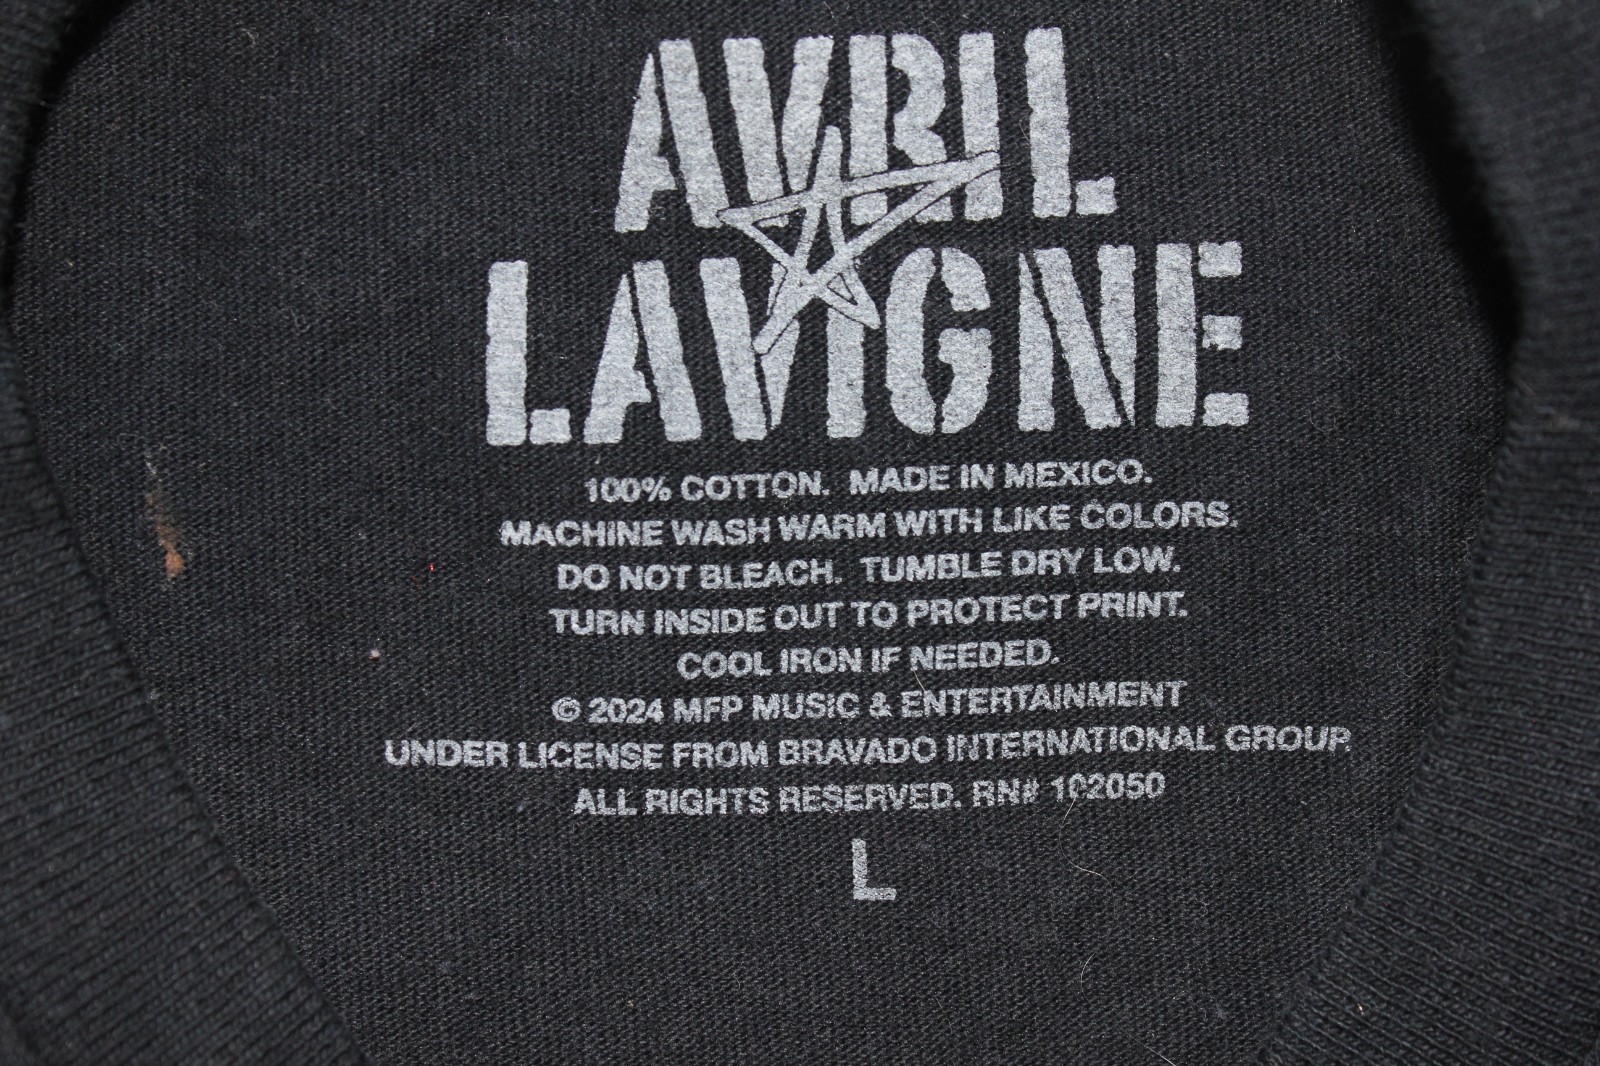 AVRIL
LAVIGNE
100% COTTON. MADE IN MEXICO.
MACHINE WASH WARM WITH LIKE COLORS.
DO NOT BLEACH. TUMBLE DRY LOW.
TURN INSIDE OUT TO PROTECT PRINT.
COOL IRON IF NEEDED.
© 2024 MFP MUSIC & ENTERTAINMENT
UNDER LICENSE FROM BRAVADO INTERNATIONAL GROUP.
ALL RIGHTS RESERVED. RN# 102050
L